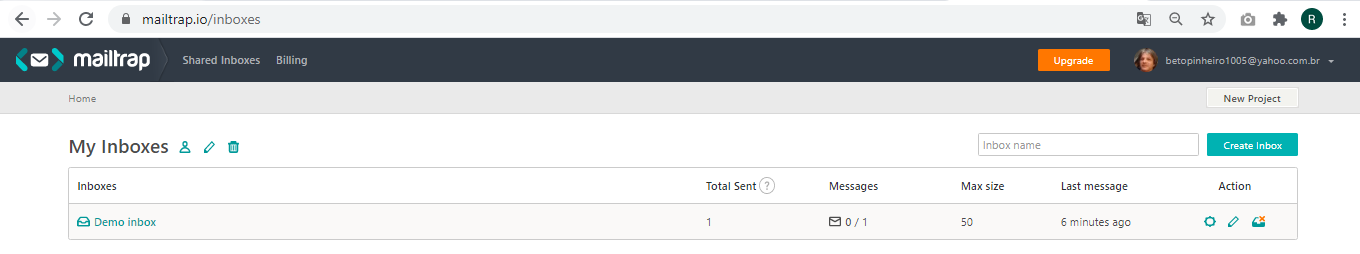 mailtrap.io/inboxes
R
mailtrap Shared Inboxes Billing Upgrade betopinheiro1005@yahoo.com.br
Home New Project
My Inboxes Inbox name Create Inbox
Inboxes Total Sent ? Messages Max size Last message Action
Demo inbox 1 0 / 1 50 6 minutes ago